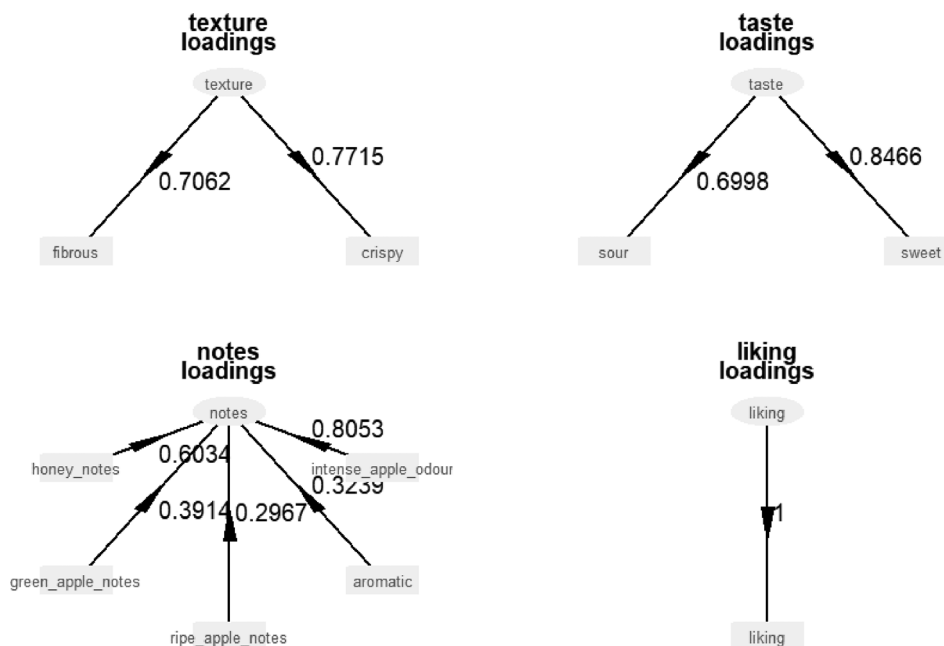 texture
loadings
texture
0.7715
0.7062
fibrous
crispy
taste
loadings
taste
0.8466
0.6998
sour
sweet
notes
loadings
notes
0.8053
0.6034
honey_notes
intense_apple_odour
0.3239
0.3914
0.2967
green_apple_notes
aromatic
ripe_apple_notes
liking
loadings
liking
1
liking